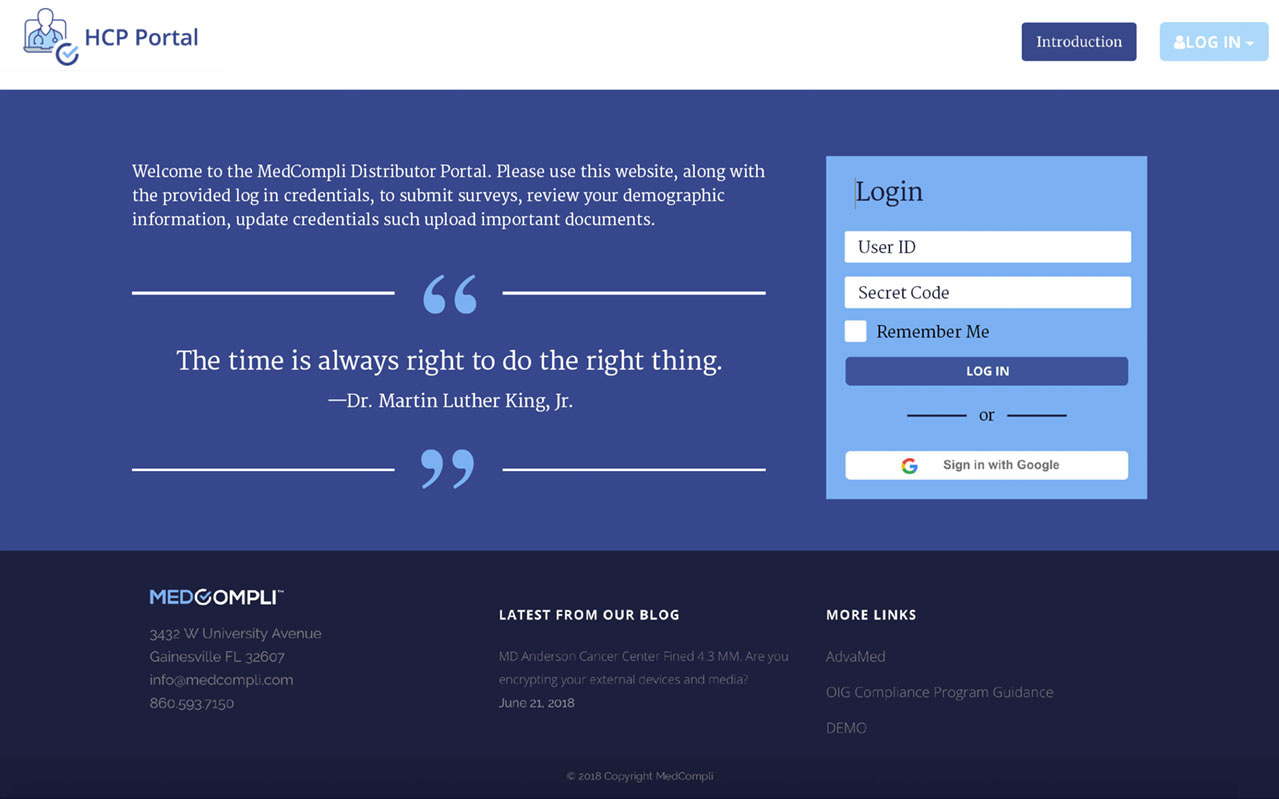 HCP Portal
Introduction
LOG IN
Welcome to the MedCompli Distributor Portal. Please use this website, along with
the provided log in credentials, to submit surveys, review your demographic
information, update credentials such upload important documents.
“
The time is always right to do the right thing.
—Dr. Martin Luther King, Jr.
”
Login
User ID
Secret Code
Remember Me
LOG IN
or
Sign in with Google
MEDCOMPLI™
3432 W University Avenue
Gainesville FL 32607
info@medcompli.com
860.593.7150
LATEST FROM OUR BLOG
MD Anderson Cancer Center Fined 4.3 MM. Are you
encrypting your external devices and media?
June 21, 2018
MORE LINKS
AdvaMed
OIG Compliance Program Guidance
DEMO
© 2018 Copyright MedCompli